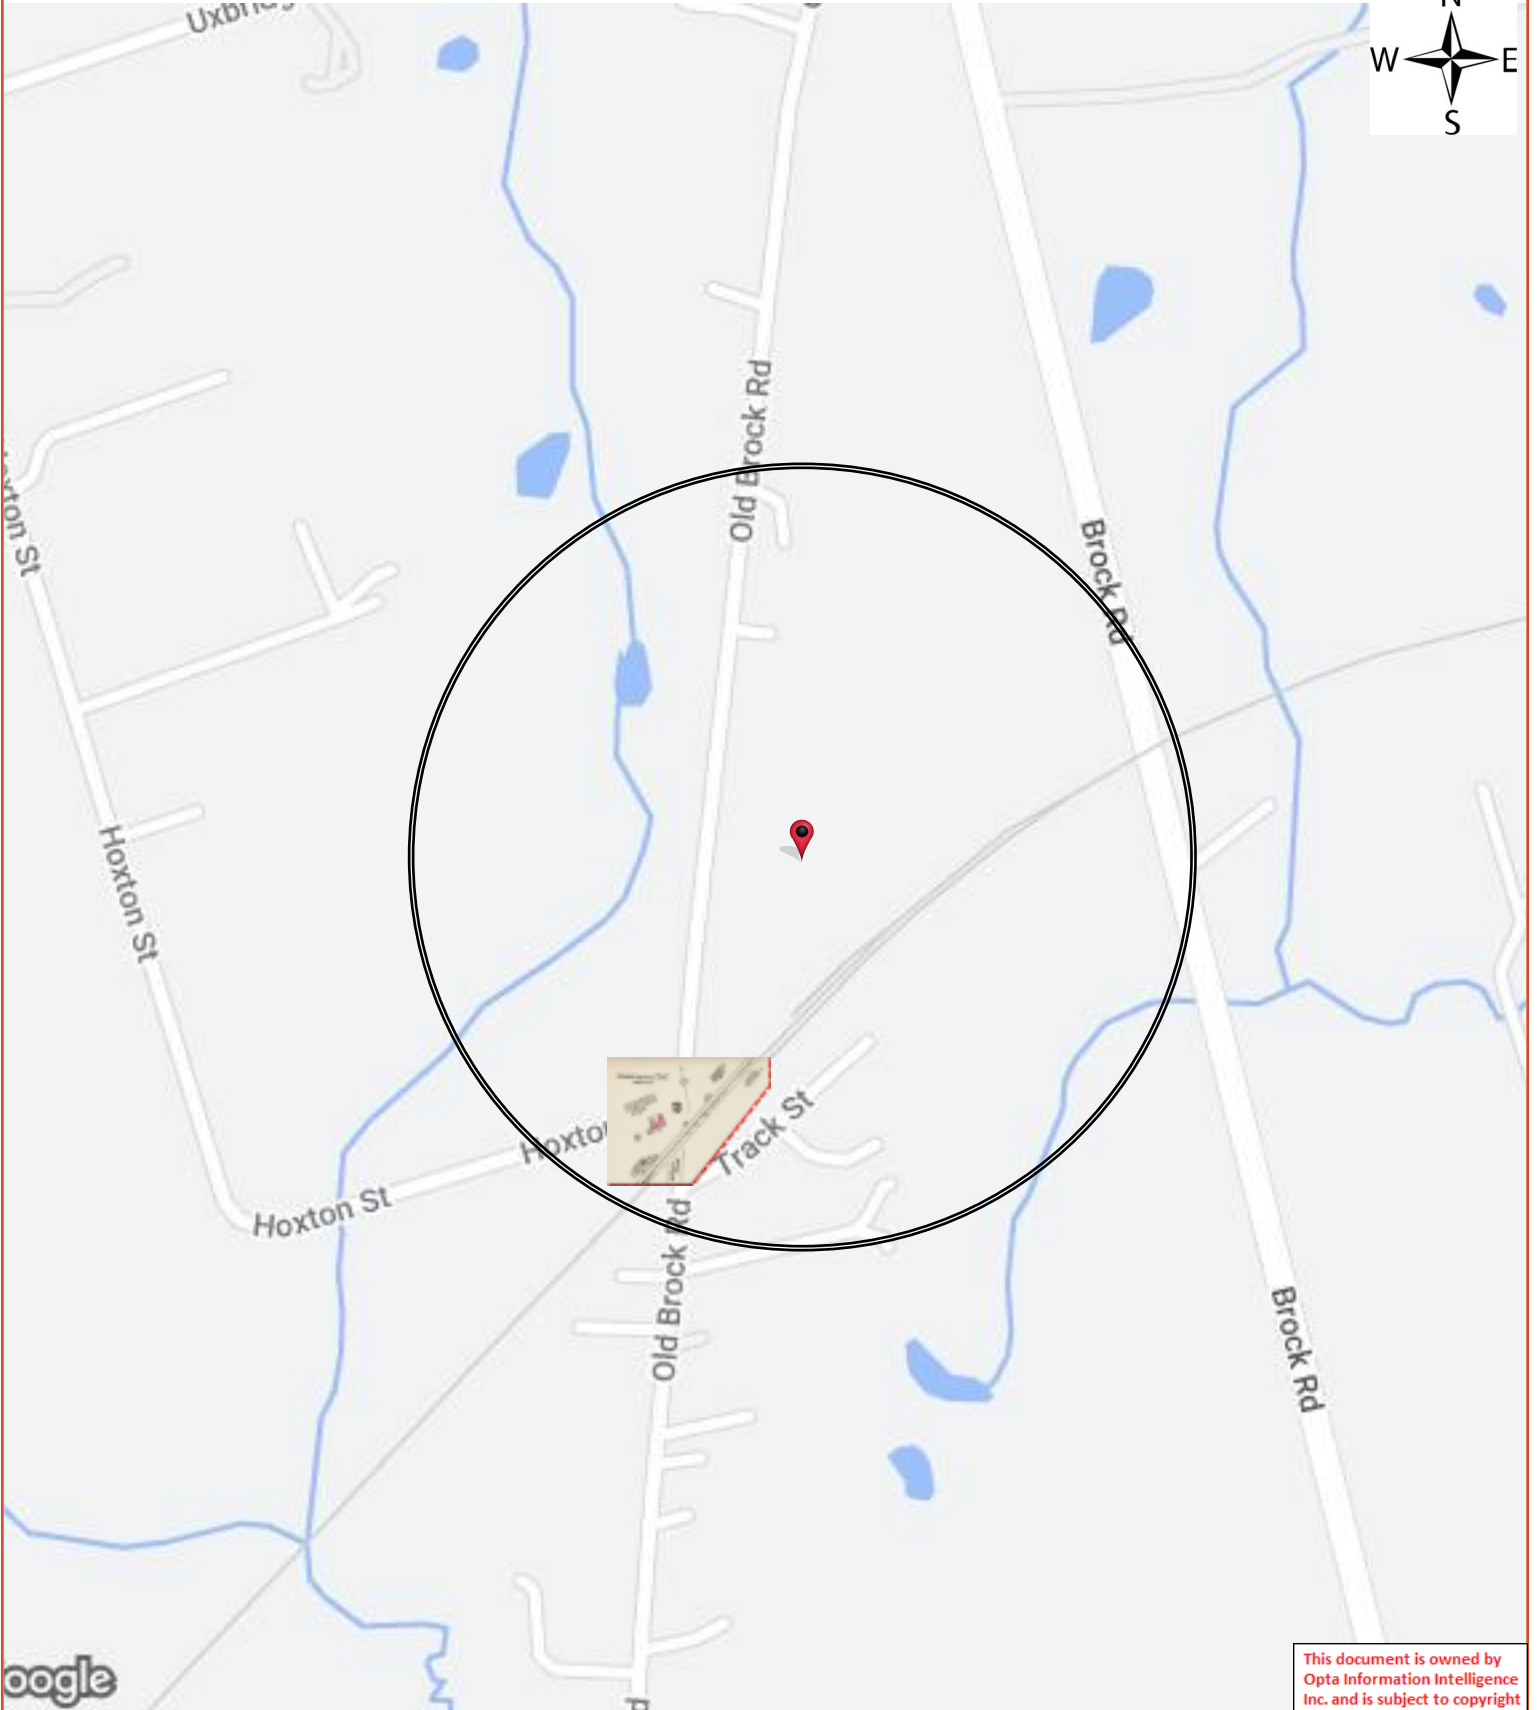 N
W E
S
Old Brock Rd
Brock Rd
Hoxton St
Hoxton St
Track St
Old Brock Rd
Brock Rd
oogle
This document is owned by
Opta Information Intelligence
Inc. and is subject to copyright